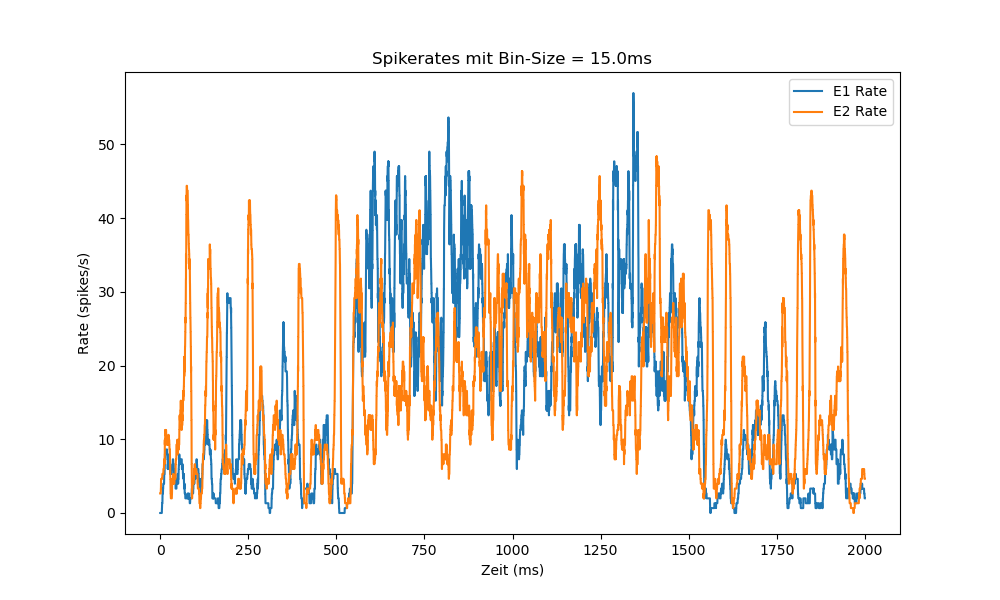 Spikerates mit Bin-Size = 15.0ms
E1 Rate
E2 Rate
Rate (spikes/s)
50
40
30
20
10
0
0 250 500 750 1000 1250 1500 1750 2000
Zeit (ms)